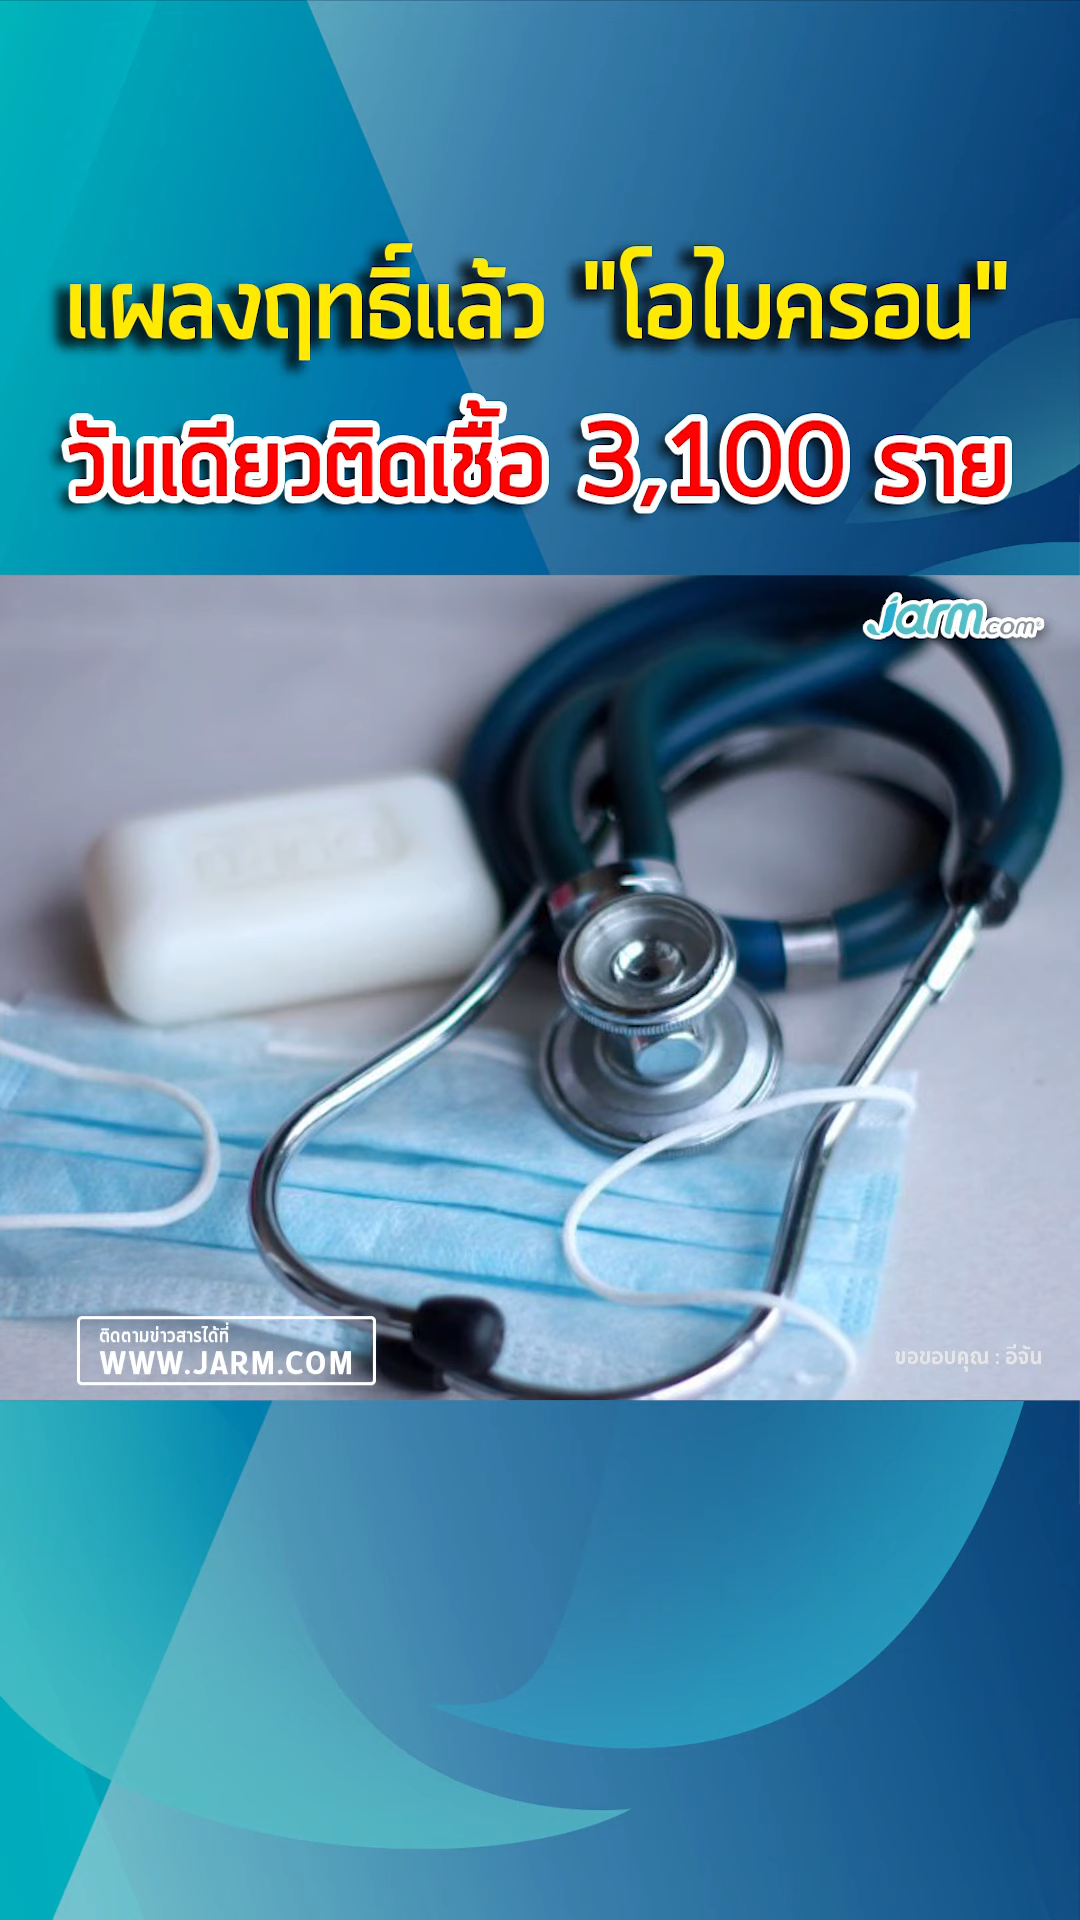 แผลงฤทธิ์แล้ว "โอไมครอน"
วันเดียวติดเชื้อ 3,100 ราย
jarm.com
ติดตามข่าวสารได้ที่
WWW.JARM.COM
ขอขอบคุณ : อีจัน